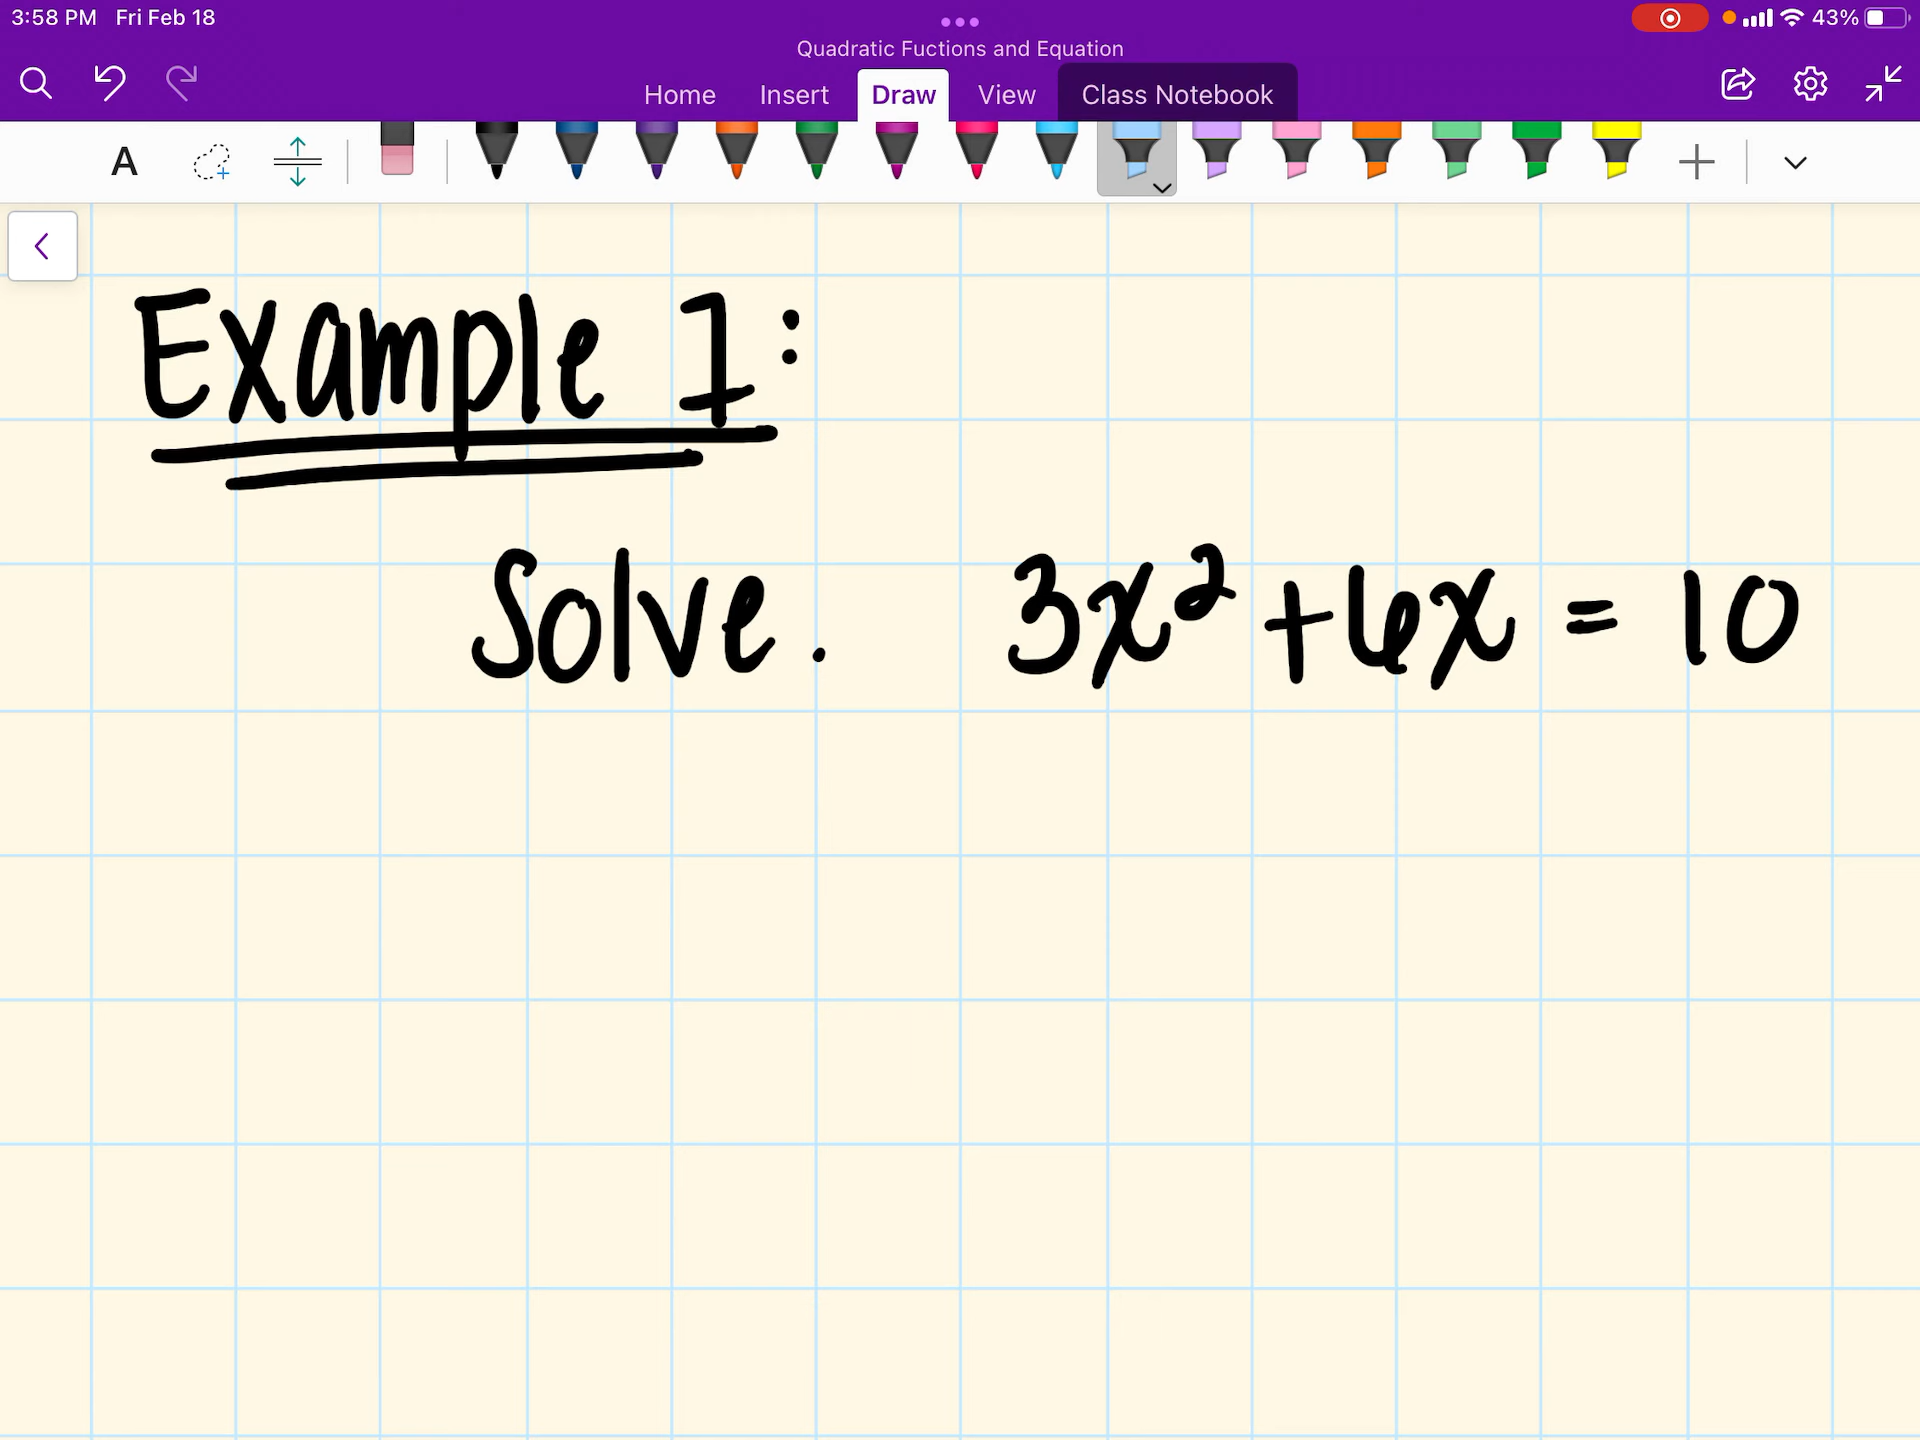 3:58 PM Fri Feb 18 43%
Quadratic Fuctions and Equation
Home Insert Draw View Class Notebook
A
Example 1:
Solve. 3x² + 6x = 10